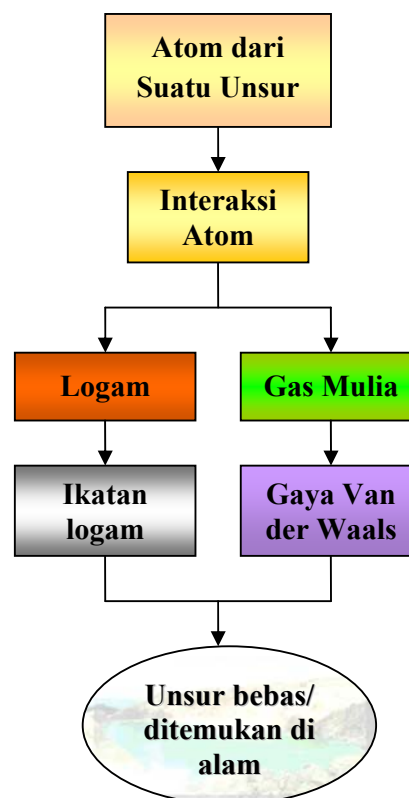 Atom dari
Suatu Unsur
Interaksi
Atom
Logam
Gas Mulia
Ikatan
logam
Gaya Van
der Waals
Unsur bebas/
ditemukan di
alam